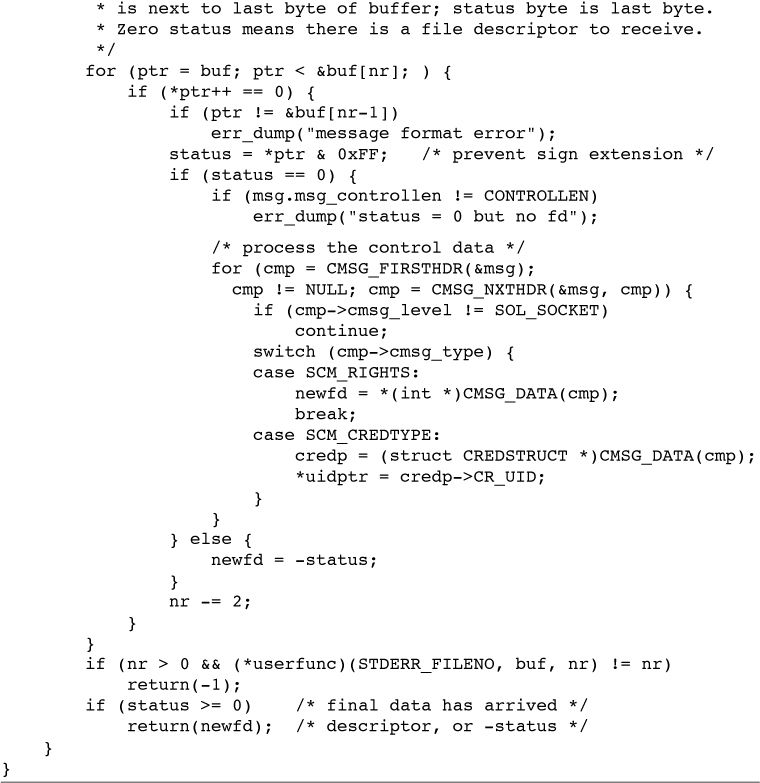 * is next to last byte of buffer; status byte is last byte.
         * Zero status means there is a file descriptor to receive.
         */
        for (ptr = buf; ptr < &buf[nr]; ) {
            if (*ptr++ == 0) {
                if (ptr != &buf[nr-1])
                    err_dump("message format error");
                status = *ptr & 0xFF;   /* prevent sign extension */
                if (status == 0) {
                    if (msg.msg_controllen != CONTROLLEN)
                        err_dump("status = 0 but no fd");
                    /* process the control data */
                    for (cmp = CMSG_FIRSTHDR(&msg);
                      cmp != NULL; cmp = CMSG_NXTHDR(&msg, cmp)) {
                        if (cmp->cmsg_level != SOL_SOCKET)
                            continue;
                        switch (cmp->cmsg_type) {
                        case SCM_RIGHTS:
                            newfd = *(int *)CMSG_DATA(cmp);
                            break;
                        case SCM_CREDTYPE:
                            credp = (struct CREDSTRUCT *)CMSG_DATA(cmp);
                            *uidptr = credp->CR_UID;
                        }
                    }
                } else {
                    newfd = -status;
                }
                nr -= 2;
            }
        }
        if (nr > 0 && (*userfunc)(STDERR_FILENO, buf, nr) != nr)
            return(-1);
        if (status >= 0)    /* final data has arrived */
            return(newfd);  /* descriptor, or -status */
    }
}